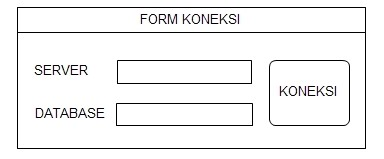 FORM KONEKSI
SERVER
KONEKSI
DATABASE